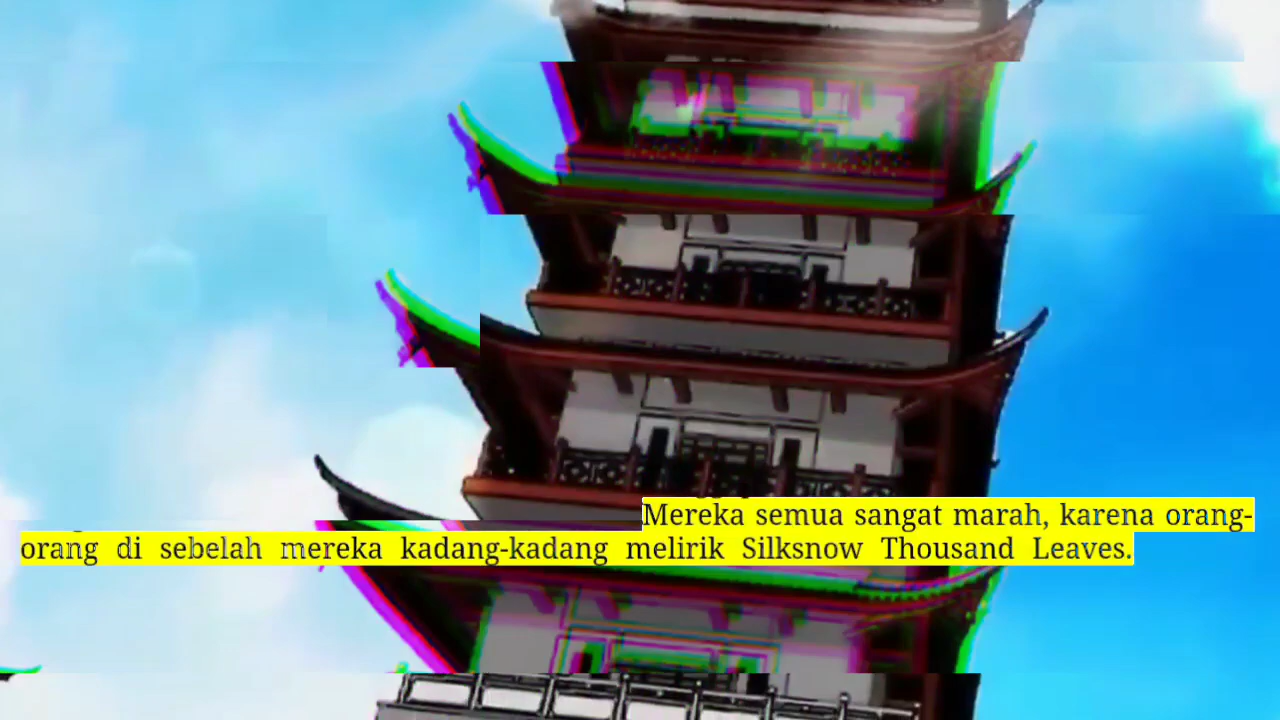 Mereka semua sangat marah, karena orang-
orang di sebelah mereka kadang-kadang melirik Silksnow Thousand Leaves.